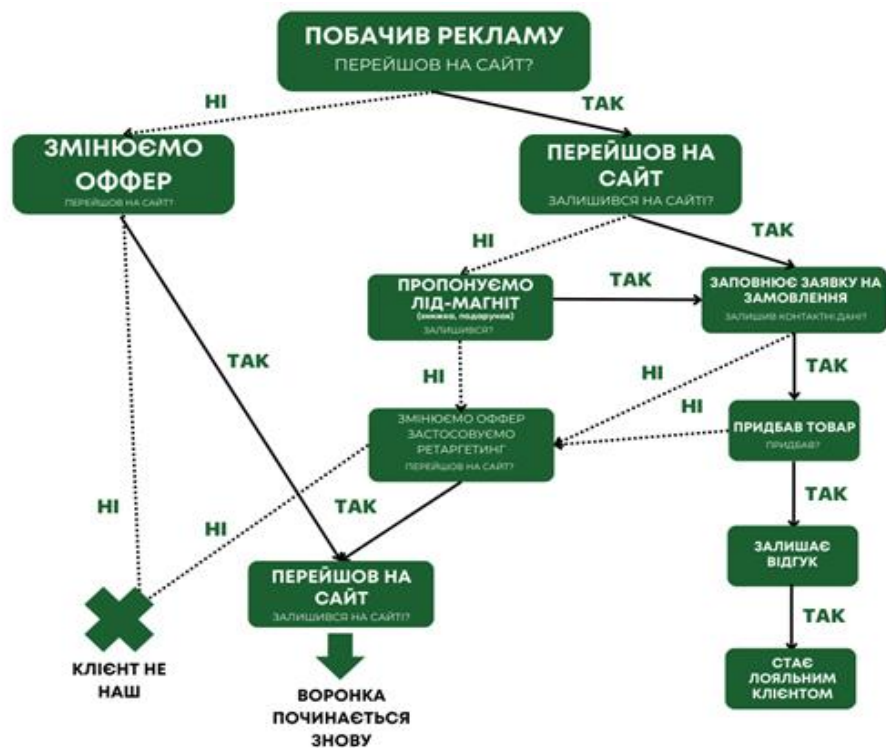 ПОБАЧИВ РЕКЛАМУ
ПЕРЕЙШОВ НА САЙТ?
НІ
ТАК
ЗМІНЮЄМО
ОФФЕР
ПЕРЕЙШОВ НА САЙТ?
ПЕРЕЙШОВ НА
САЙТ
ЗАЛИШИВСЯ НА САЙТІ?
НІ
ТАК
ПРОПОНУЄМО
ЛІД-МАГНІТ
(знижка, подарунок)
ЗАЛИШИВСЯ?
ТАК
ЗАПОВНЮЄ ЗАЯВКУ НА
ЗАМОВЛЕННЯ
ЗАЛИШИВ КОНТАКТНІ ДАНІ?
ТАК
НІ
НІ
НІ
ТАК
ЗМІНЮЄМО ОФФЕР
ЗАСТОСОВУЄМО
РЕТАРГЕТИНГ
ПЕРЕЙШОВ НА САЙТ?
ПРИДБАВ ТОВАР
ПРИДБАВ?
НІ
НІ
ТАК
ТАК
ПЕРЕЙШОВ НА
САЙТ
ЗАЛИШИВСЯ НА САЙТІ?
ЗАЛИШАЄ
ВІДГУК
ТАК
КЛІЄНТ НЕ
НАШ
ВОРОНКА
ПОЧИНАЄТЬСЯ
ЗНОВУ
СТАЄ
ЛОЯЛЬНИМ
КЛІЄНТОМ